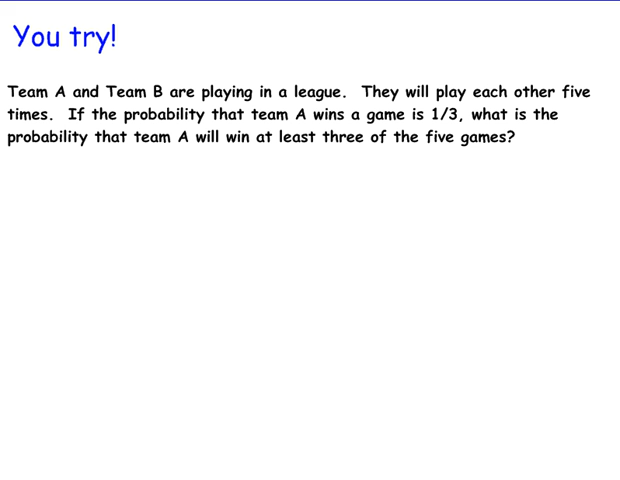 You try!
Team A and Team B are playing in a league.  They will play each other five
times.  If the probability that team A wins a game is 1/3, what is the
probability that team A will win at least three of the five games?